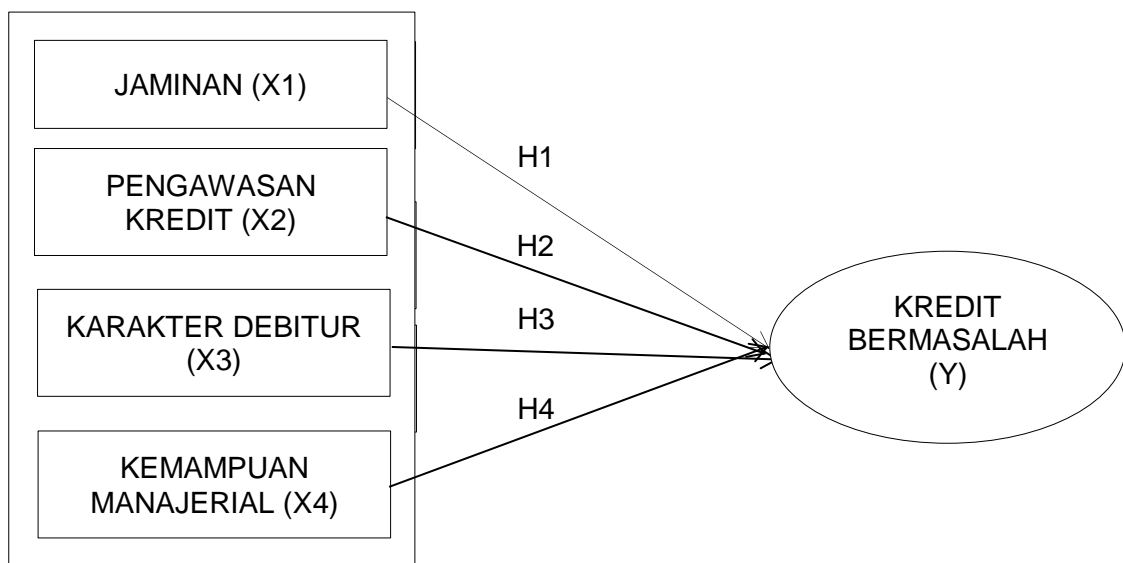 JAMINAN (X1)
PENGAWASAN
KREDIT (X2)
KARAKTER DEBITUR
(X3)
KEMAMPUAN
MANAJERIAL (X4)
H1
H2
H3
H4
KREDIT
BERMASALAH
(Y)